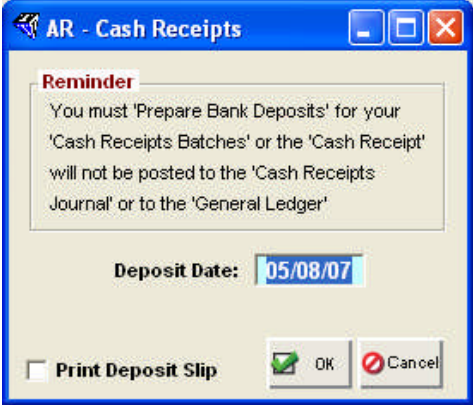 AR - Cash Receipts
Reminder
You must 'Prepare Bank Deposits' for your
'Cash Receipts Batches' or the 'Cash Receipt'
will not be posted to the 'Cash Receipts
Journal' or to the 'General Ledger'
Deposit Date: 05/08/07
Print Deposit Slip OK Cancel